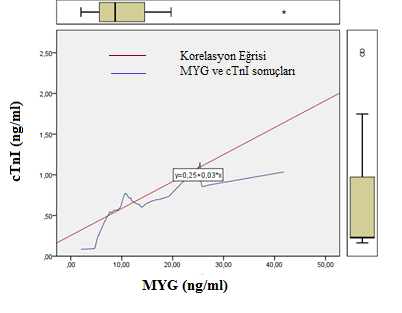 Korelasyon Eğrisi
MYG ve cTnI sonuçları
2,50
2,00
1,50
1,00
,50
,00
cTnI (ng/ml)
y=0,25+0,03*x
,00 10,00 20,00 30,00 40,00 50,00
MYG (ng/ml)